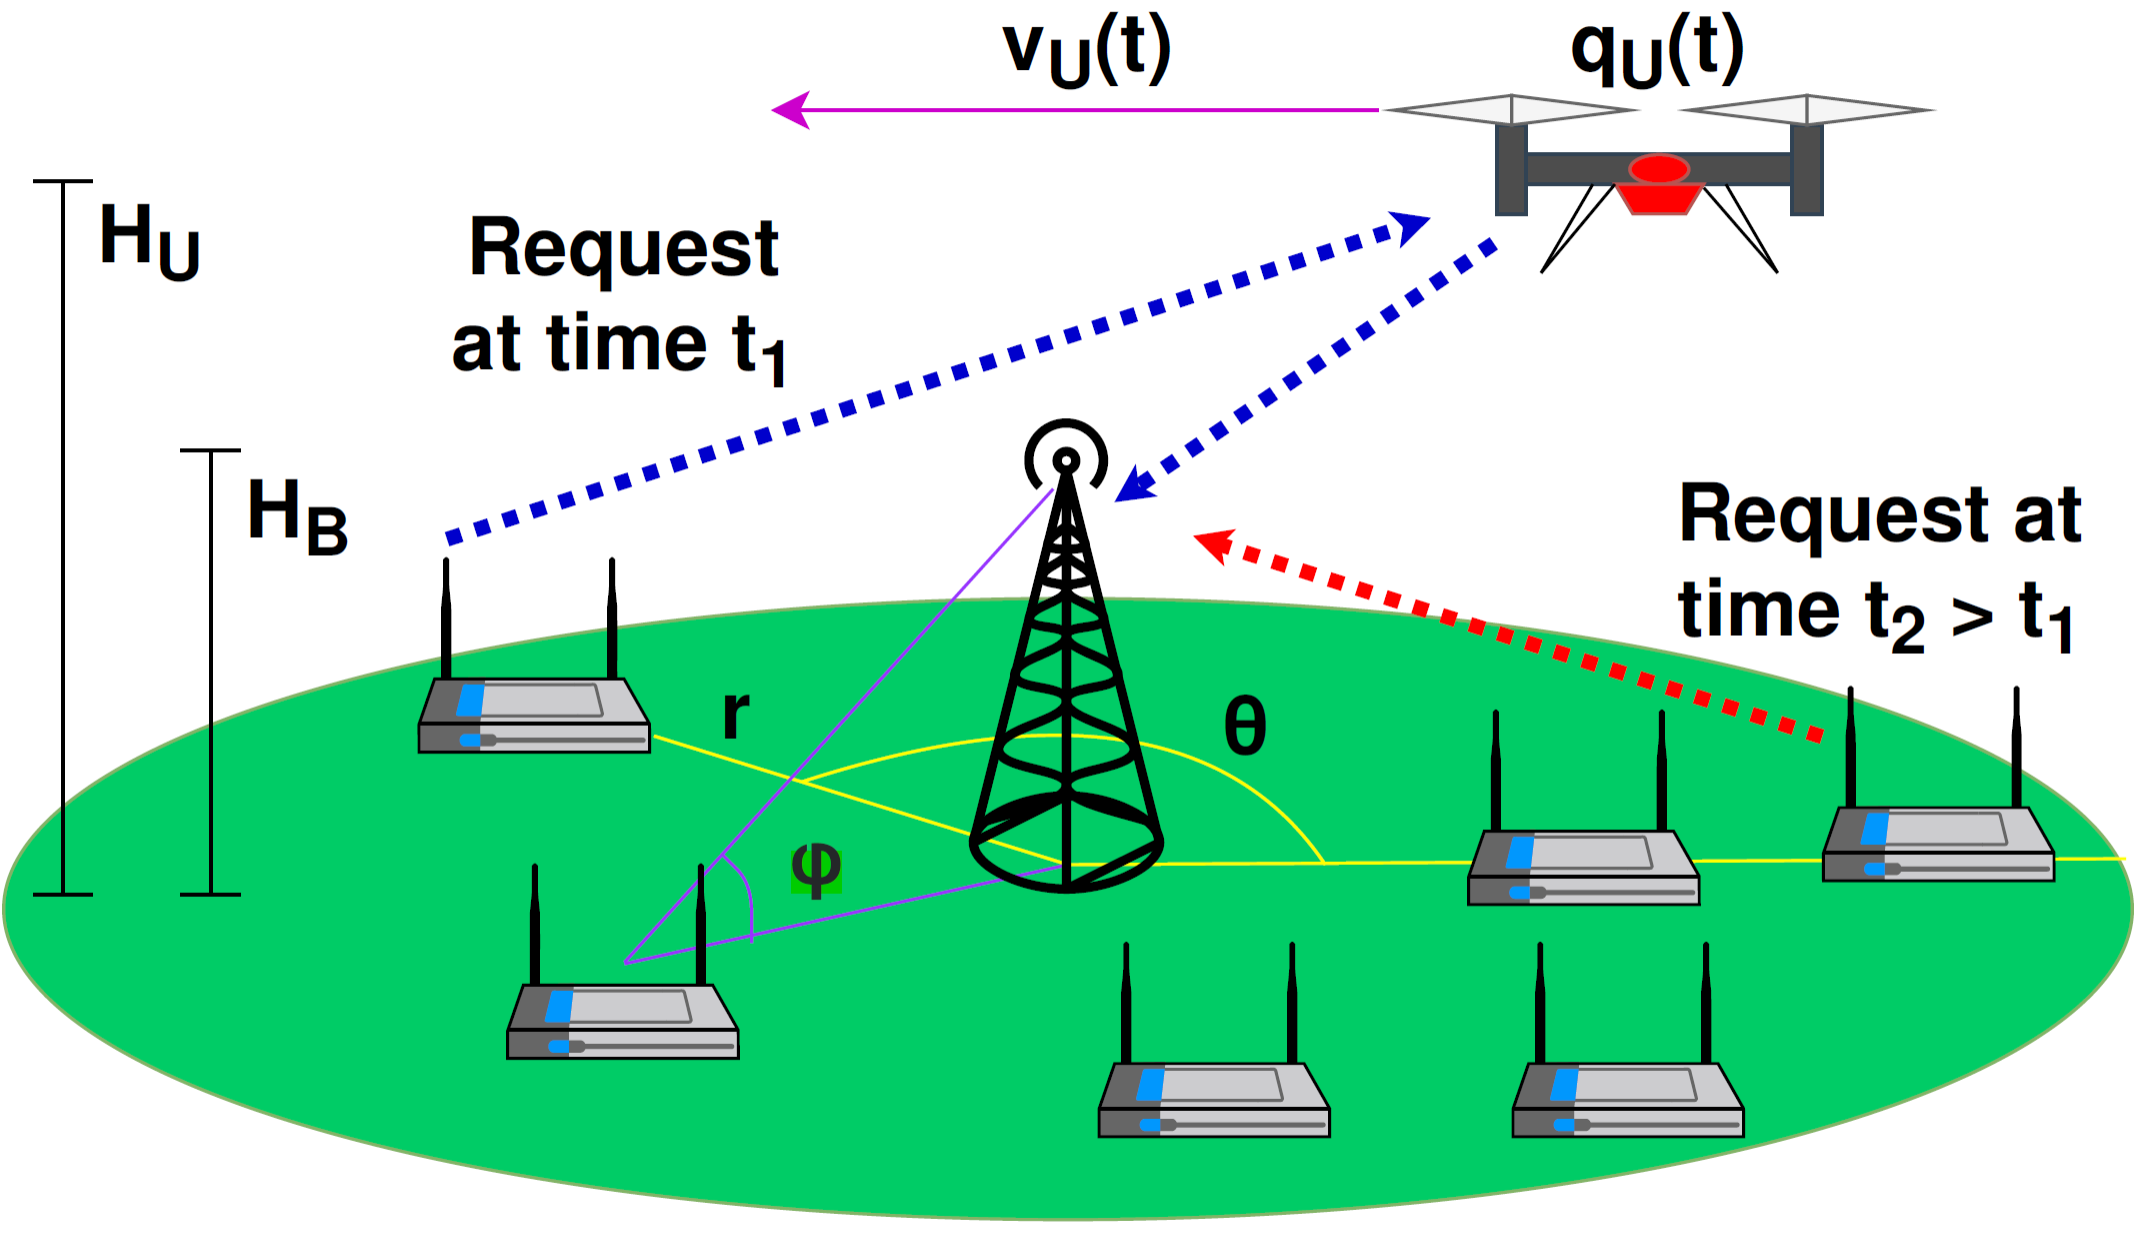 v_U(t)
q_U(t)
H_U
Request
at time t_1
H_B
Request at
time t_2 > t_1
r
θ
φ